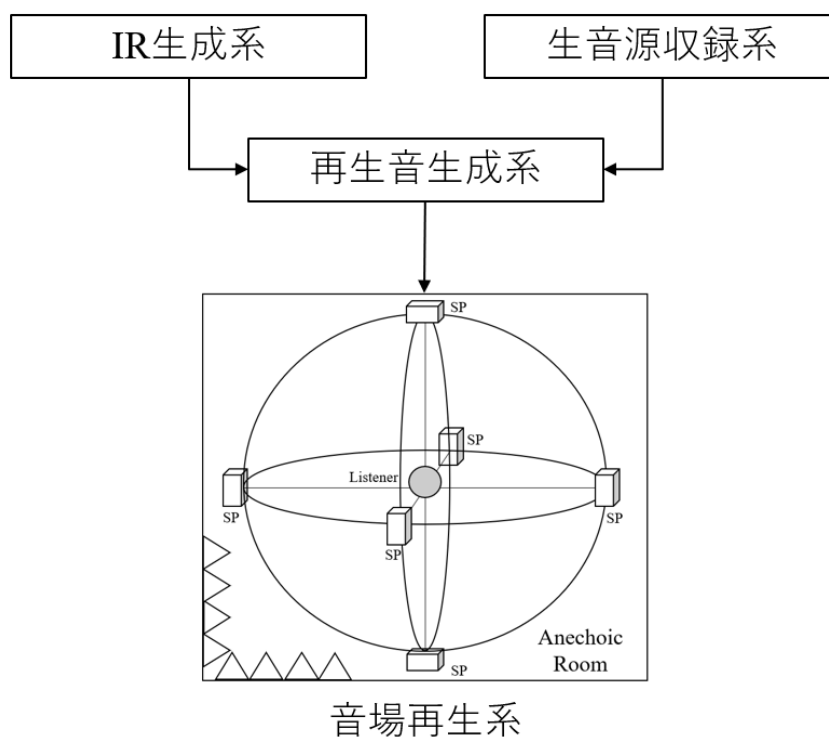 IR生成系
生音源収録系
再生音生成系
SP
SP
Listener
SP
SP
SP
SP
Anechoic
Room
音場再生系